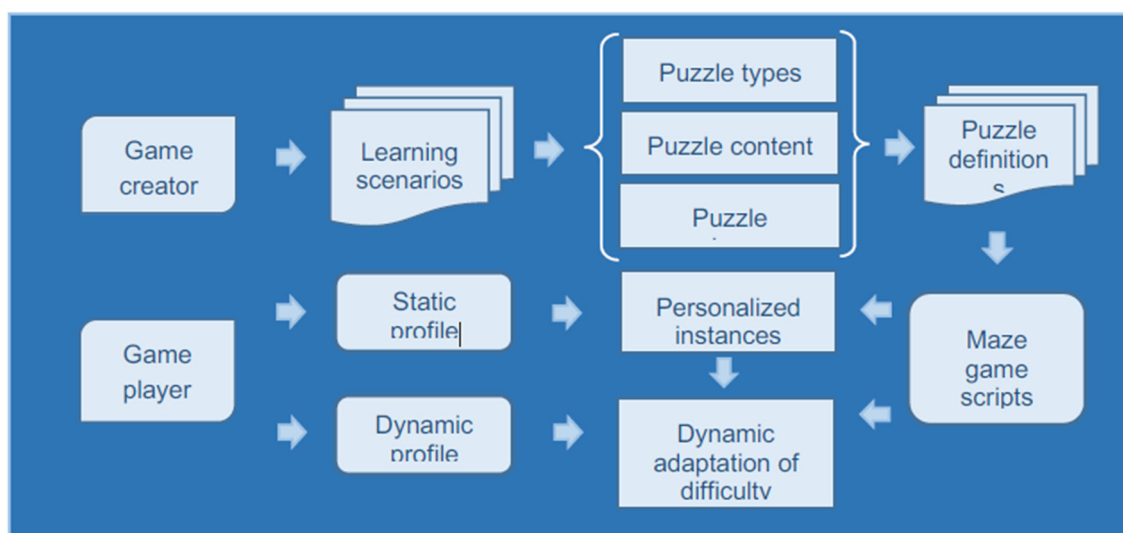 Game
creator
Learning
scenarios
Puzzle types
Puzzle content
Puzzle
Puzzle
definition
s
Game
player
Static
profile
Dynamic
profile
Personalized
instances
Dynamic
adaptation of
difficulty
Maze
game
scripts